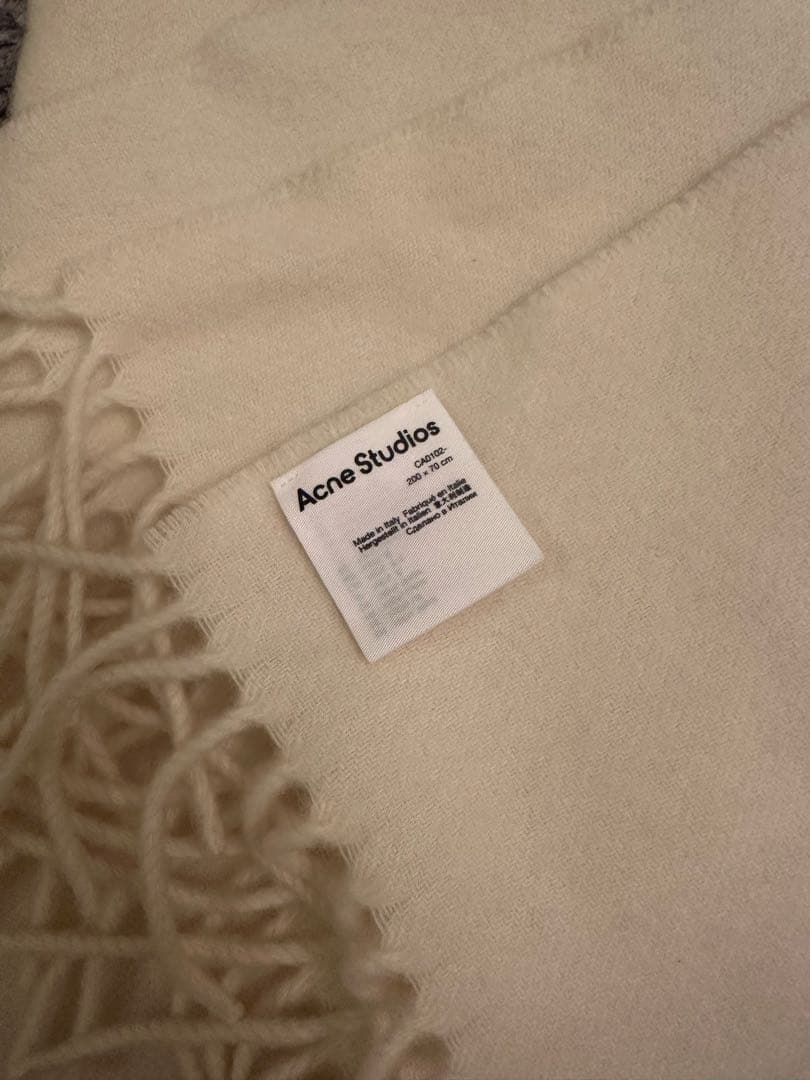 Acne Studios
CA0102-
200 × 70 cm
Made in Italy Fabriqué en Italie
Hergestellt in Italien 意大利制造
Сделано в Италии